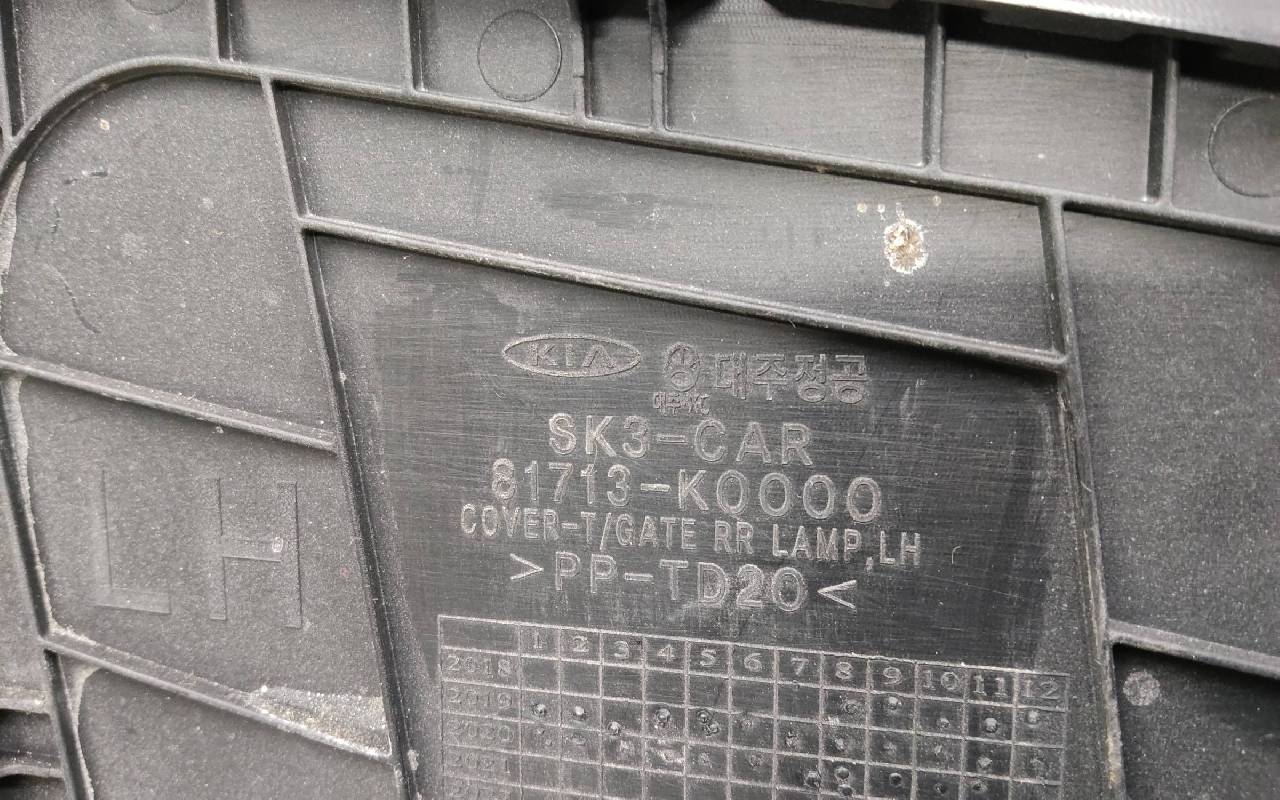 KIA 대주정공
SK3-CAR
81713-K0000
COVER-T/GATE RR LAMP,LH
>PP-TD20<
LH
1 2 3 4 5 6 7 8 9 10 11 12
2018
2019
2020
2021